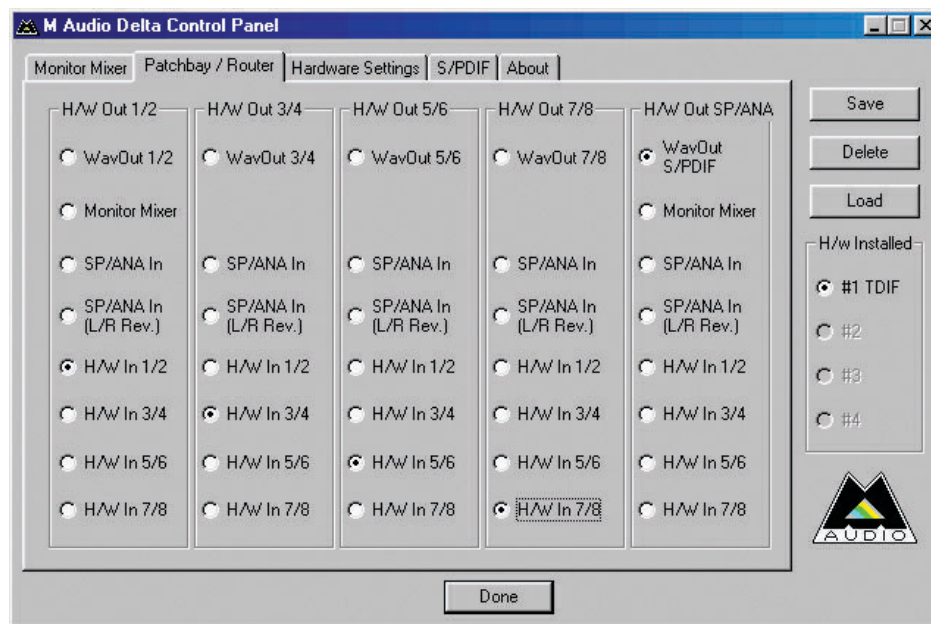 M Audio Delta Control Panel
Monitor Mixer
Patchbay / Router
Hardware Settings
S/PDIF
About
H/W Out 1/2
WavOut 1/2
Monitor Mixer
SP/ANA In
SP/ANA In
(L/R Rev.)
H/W In 1/2
H/W In 3/4
H/W In 5/6
H/W In 7/8
H/W Out 3/4
WavOut 3/4
SP/ANA In
SP/ANA In
(L/R Rev.)
H/W In 1/2
H/W In 3/4
H/W In 5/6
H/W In 7/8
H/W Out 5/6
WavOut 5/6
SP/ANA In
SP/ANA In
(L/R Rev.)
H/W In 1/2
H/W In 3/4
H/W In 5/6
H/W In 7/8
H/W Out 7/8
WavOut 7/8
SP/ANA In
SP/ANA In
(L/R Rev.)
H/W In 1/2
H/W In 3/4
H/W In 5/6
H/W In 7/8
H/W Out SP/ANA
WavOut
S/PDIF
Monitor Mixer
SP/ANA In
SP/ANA In
(L/R Rev.)
H/W In 1/2
H/W In 3/4
H/W In 5/6
H/W In 7/8
Save
Delete
Load
H/w Installed
#1 TDIF
#2
#3
#4
AUDIO
Done